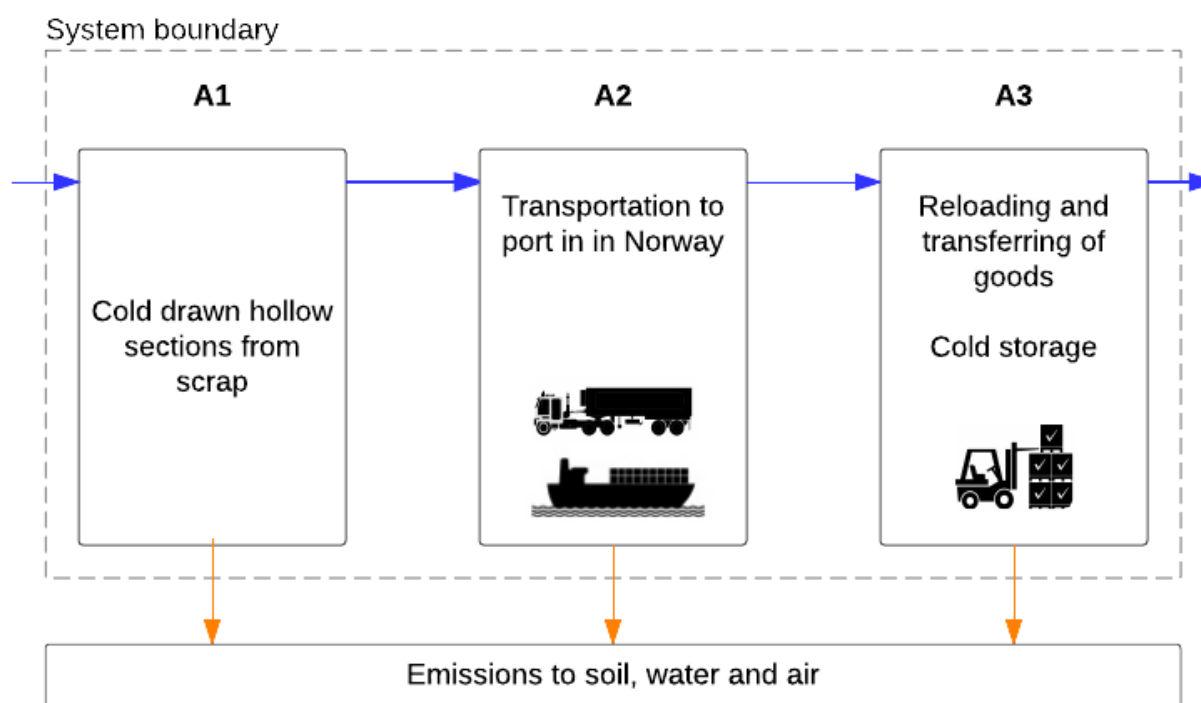 System boundary
A1
A2
A3
Cold drawn hollow
sections from
scrap
Transportation to
port in in Norway
Reloading and
transferring of
goods
Cold storage
Emissions to soil, water and air